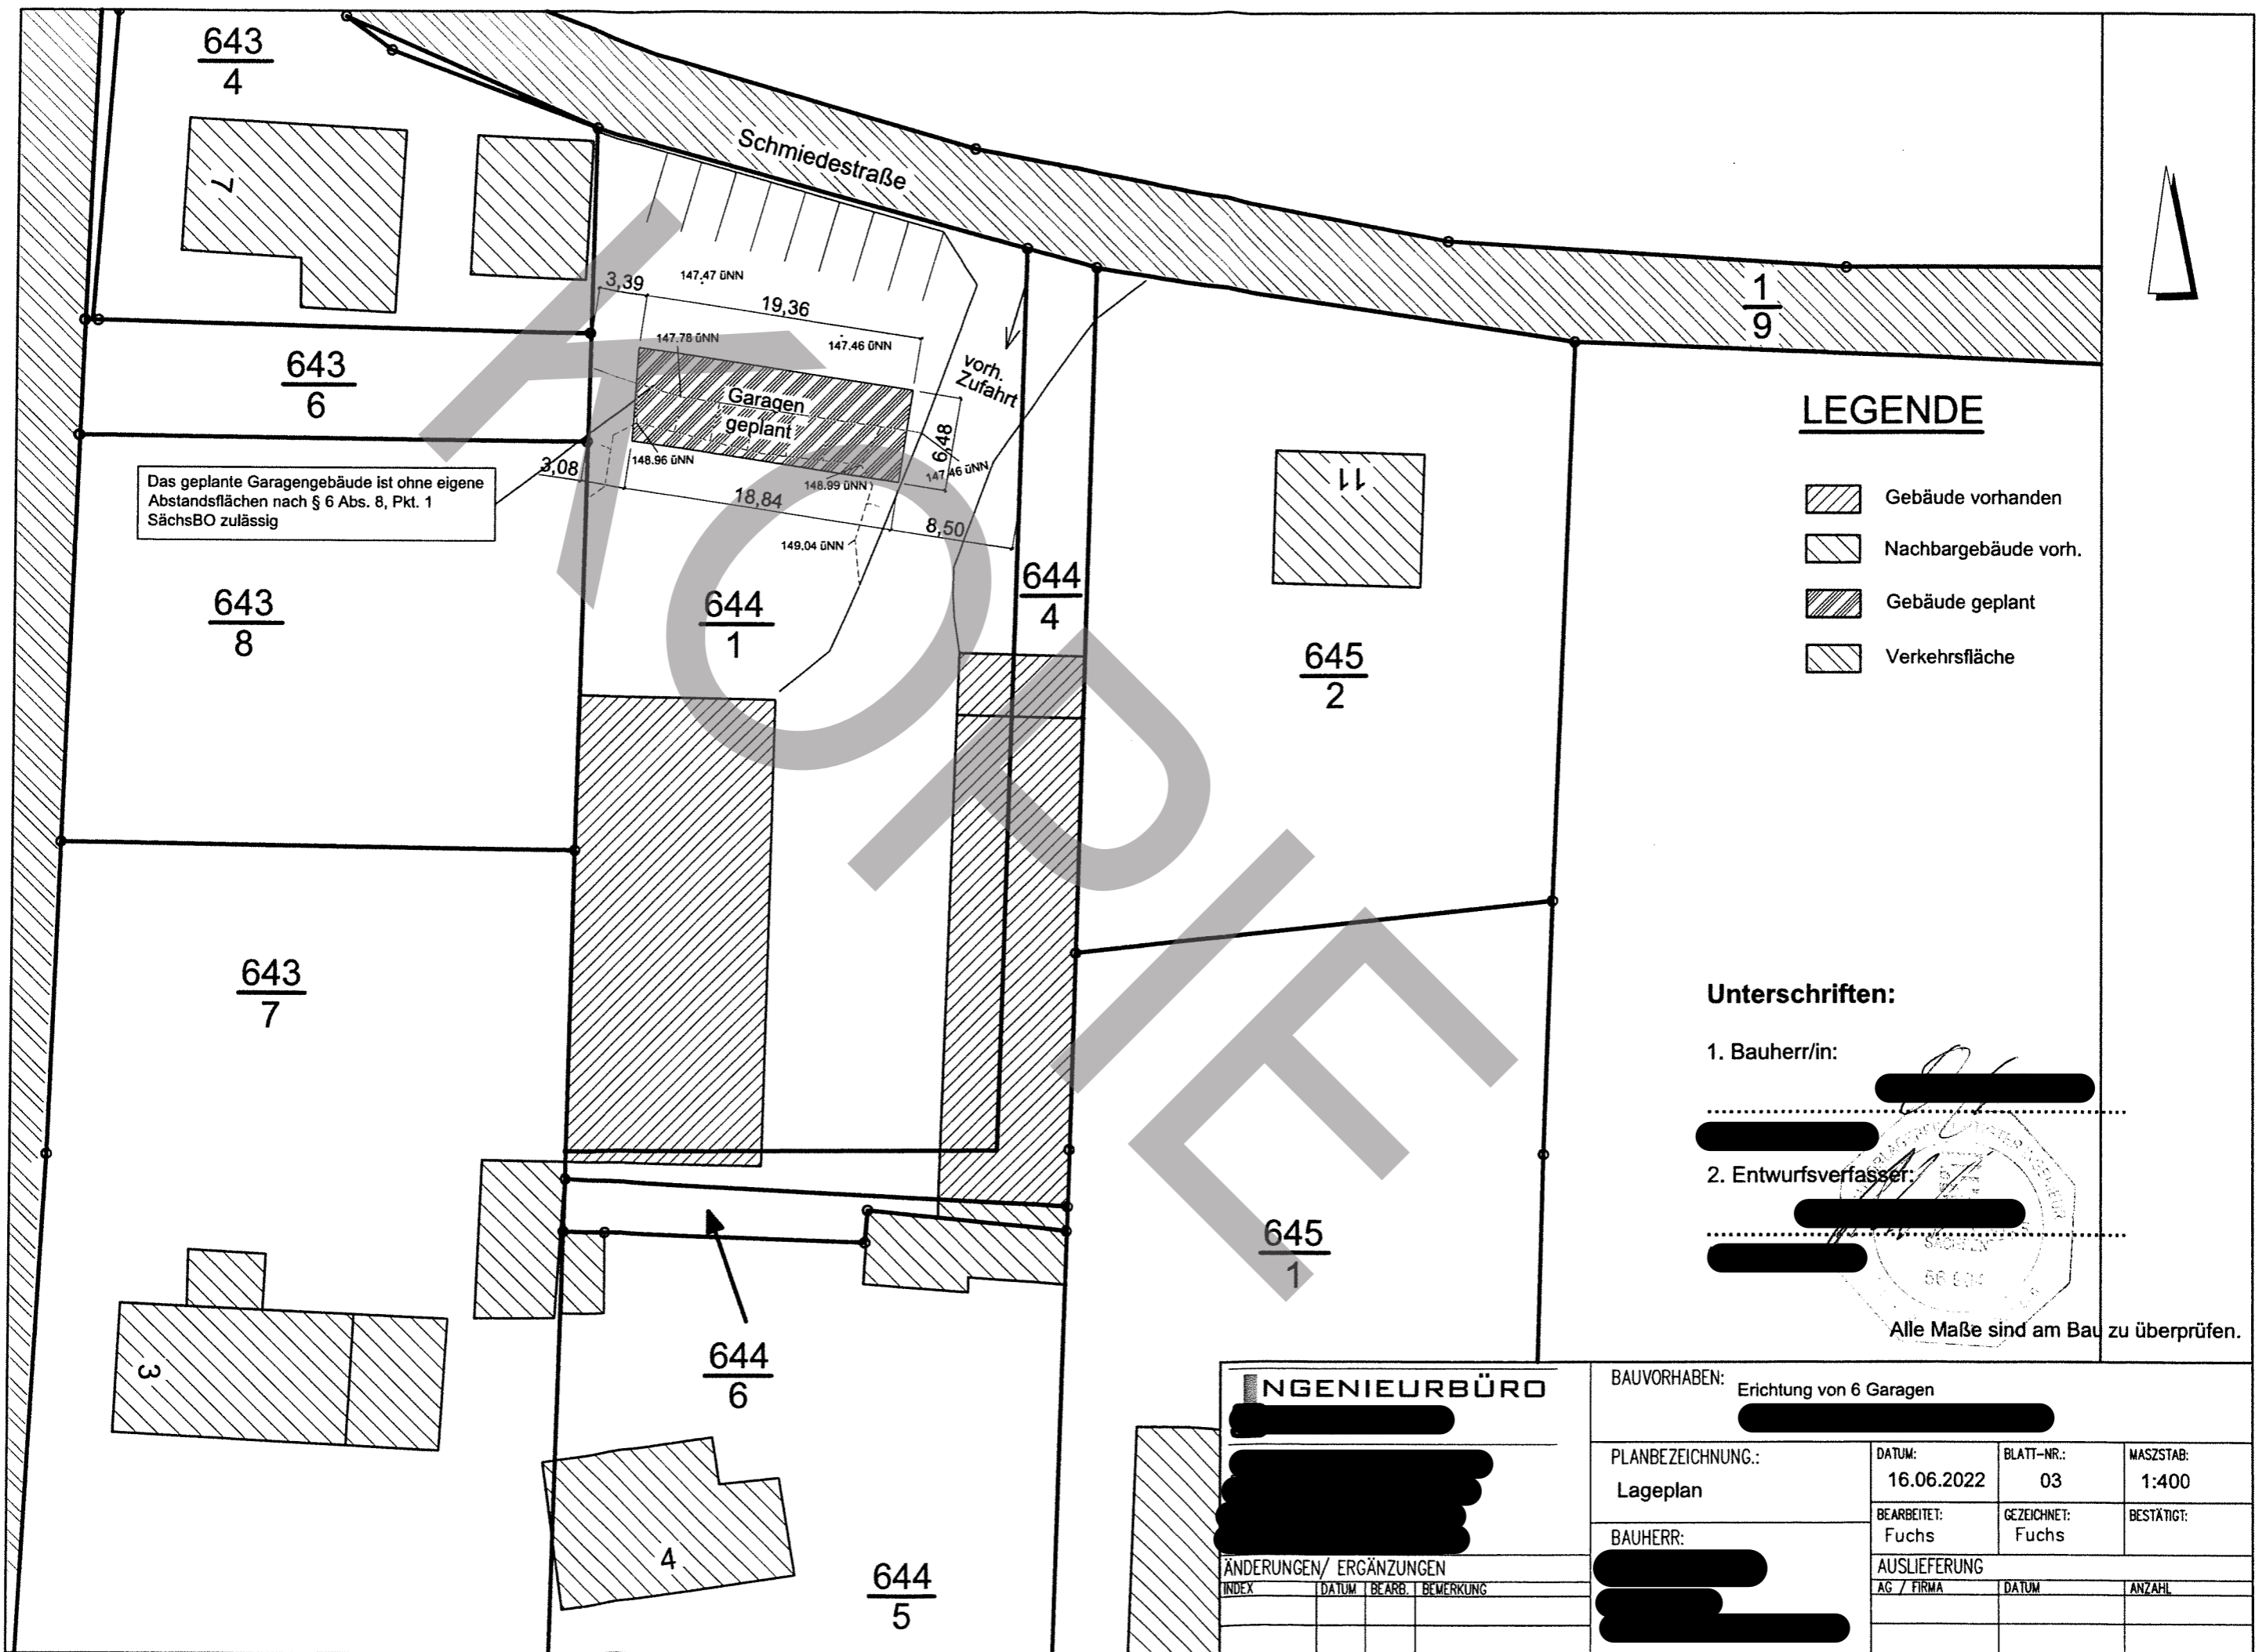 643
4
7
Schmiedestraße
1
9
3,39
147.47 üNN
19,36
147.78 üNN
147.46 üNN
vorh.
Zufahrt
643
6
Garagen
geplant
6,48
3,08
148.96 üNN
148.99 üNN
147.46 üNN
18,84
8,50
149.04 üNN
Das geplante Garagengebäude ist ohne eigene
Abstandsflächen nach § 6 Abs. 8, Pkt. 1
SächsBO zulässig
11
643
8
644
1
644
4
645
2
LEGENDE
Gebäude vorhanden
Nachbargebäude vorh.
Gebäude geplant
Verkehrsfläche
KOPIE
643
7
645
1
3
644
6
4
644
5
Unterschriften:
1. Bauherr/in:
2. Entwurfsverfasser:
SACHSEN
Alle Maße sind am Bau zu überprüfen.
INGENIEURBÜRO
BAUVORHABEN:
Erichtung von 6 Garagen
PLANBEZEICHNUNG.:
Lageplan
DATUM:
16.06.2022
BLATT-NR.:
03
MASZSTAB:
1:400
BEARBEITET:
Fuchs
GEZEICHNET:
Fuchs
BESTÄTIGT:
BAUHERR:
AUSLIEFERUNG
AG / FIRMA DATUM ANZAHL
ÄNDERUNGEN/ ERGÄNZUNGEN
INDEX DATUM BEARB. BEMERKUNG